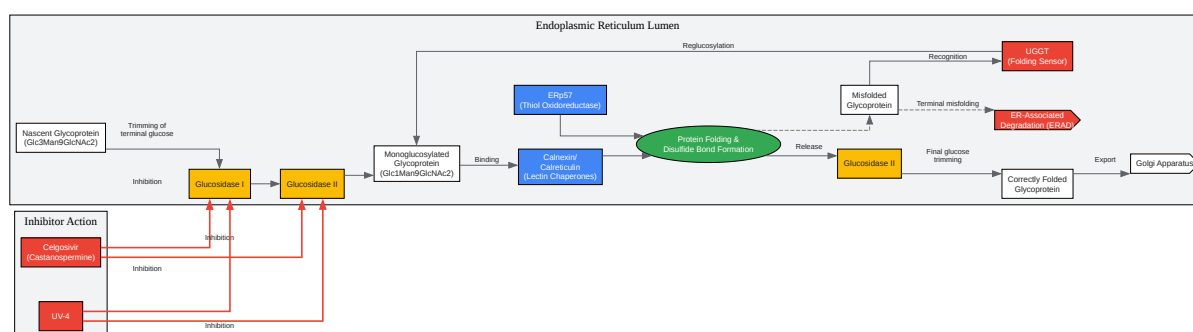 Endoplasmic Reticulum Lumen
Reglucosylation
UGGT
(Folding Sensor)
Recognition
ERp57
(Thiol Oxidoreductase)
Misfolded
Glycoprotein
Terminal misfolding
ER-Associated
Degradation (ERAD)
Nascent Glycoprotein
(Glc3Man9GlcNAc2)
Trimming of
terminal glucose
Protein Folding &
Disulfide Bond Formation
Monoglucosylated
Glycoprotein
(Glc1Man9GlcNAc2)
Binding
Calnexin/
Calreticulin
(Lectin Chaperones)
Release
Glucosidase II
Final glucose
trimming
Export
Golgi Apparatus
Inhibition
Glucosidase I
Glucosidase II
Correctly Folded
Glycoprotein
Inhibitor Action
Celgosivir
(Castanospermine)
Inhibition
Inhibition
UV-4
Inhibition